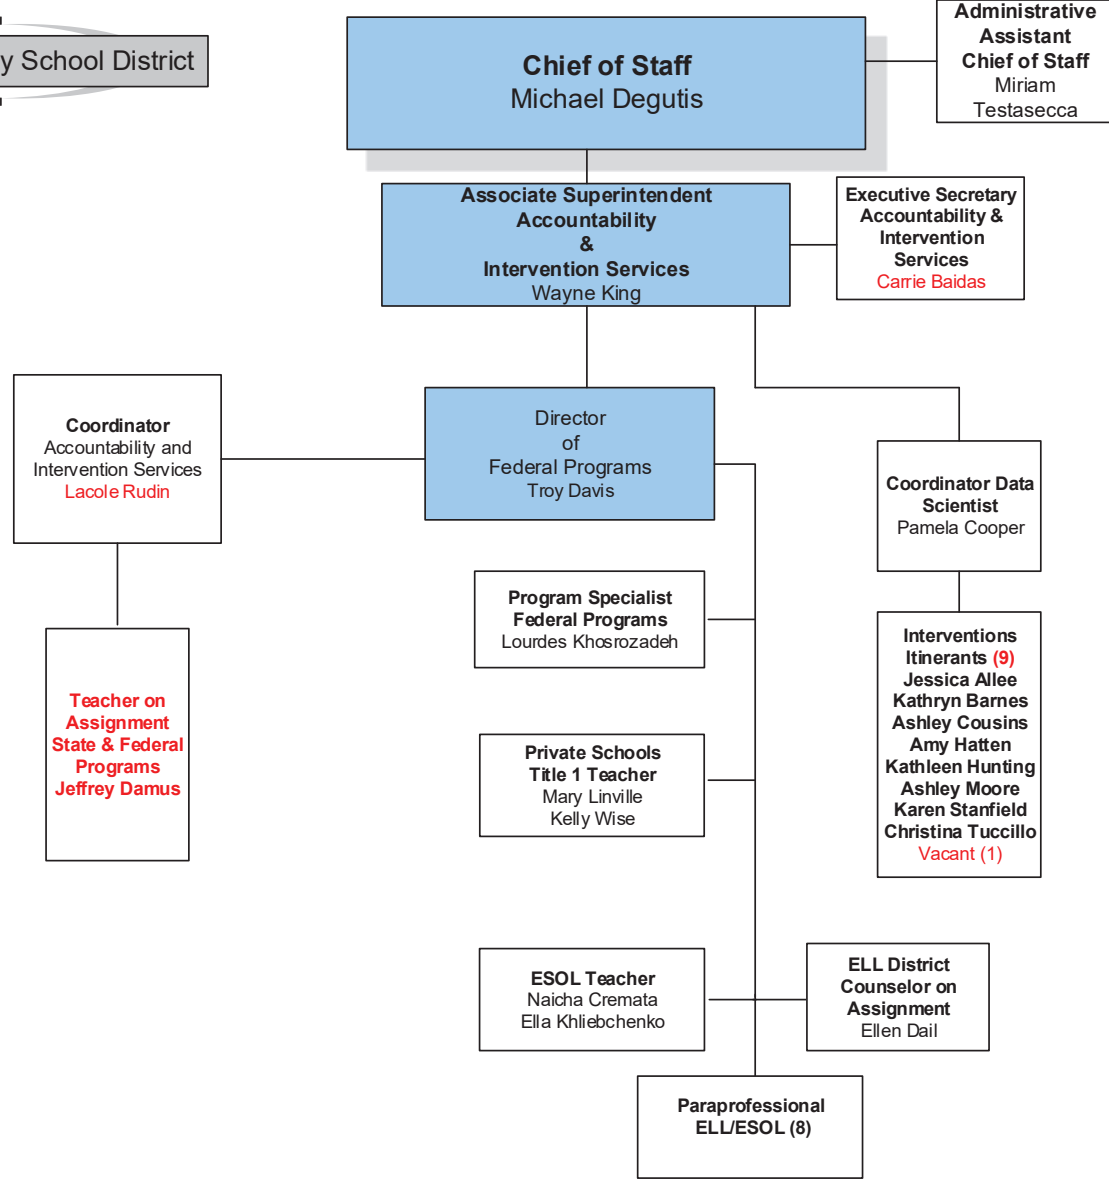 y School District
Chief of Staff
Michael Degutis
Administrative
Assistant
Chief of Staff
Miriam
Testasecca
Associate Superintendent
Accountability
&
Intervention Services
Wayne King
Executive Secretary
Accountability &
Intervention
Services
Carrie Baidas
Coordinator
Accountability and
Intervention Services
Lacole Rudin
Director
of
Federal Programs
Troy Davis
Coordinator Data
Scientist
Pamela Cooper
Program Specialist
Federal Programs
Lourdes Khosrozadeh
Interventions
Itinerants (9)
Jessica Allee
Kathryn Barnes
Ashley Cousins
Amy Hatten
Kathleen Hunting
Ashley Moore
Karen Stanfield
Christina Tuccillo
Vacant (1)
Teacher on
Assignment
State & Federal
Programs
Jeffrey Damus
Private Schools
Title 1 Teacher
Mary Linville
Kelly Wise
ESOL Teacher
Naicha Cremata
Ella Khliebchenko
ELL District
Counselor on
Assignment
Ellen Dail
Paraprofessional
ELL/ESOL (8)